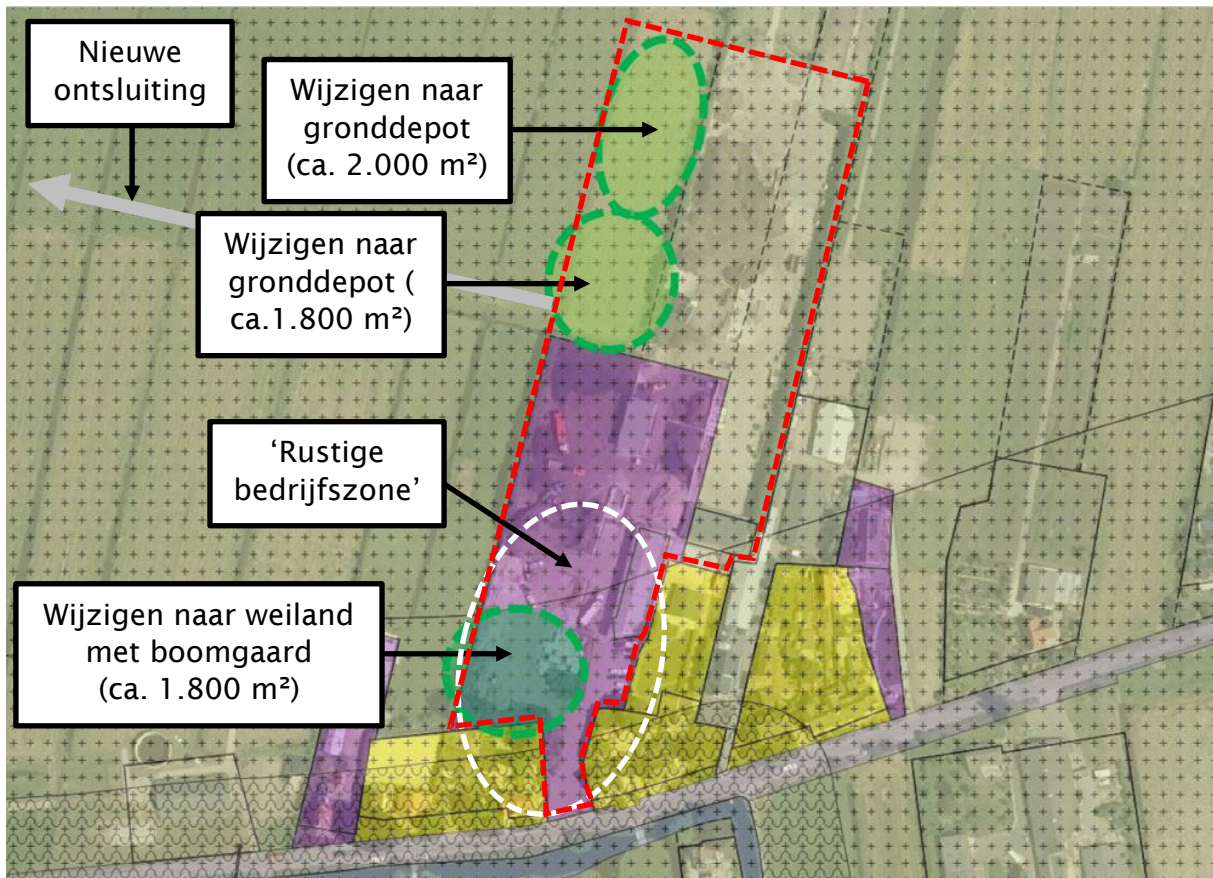 Nieuwe
ontsluiting
Wijzigen naar
gronddepot
(ca. 2.000 m²)
Wijzigen naar
gronddepot (
ca.1.800 m²)
‘Rustige
bedrijfszone’
Wijzigen naar weiland
met boomgaard
(ca. 1.800 m²)